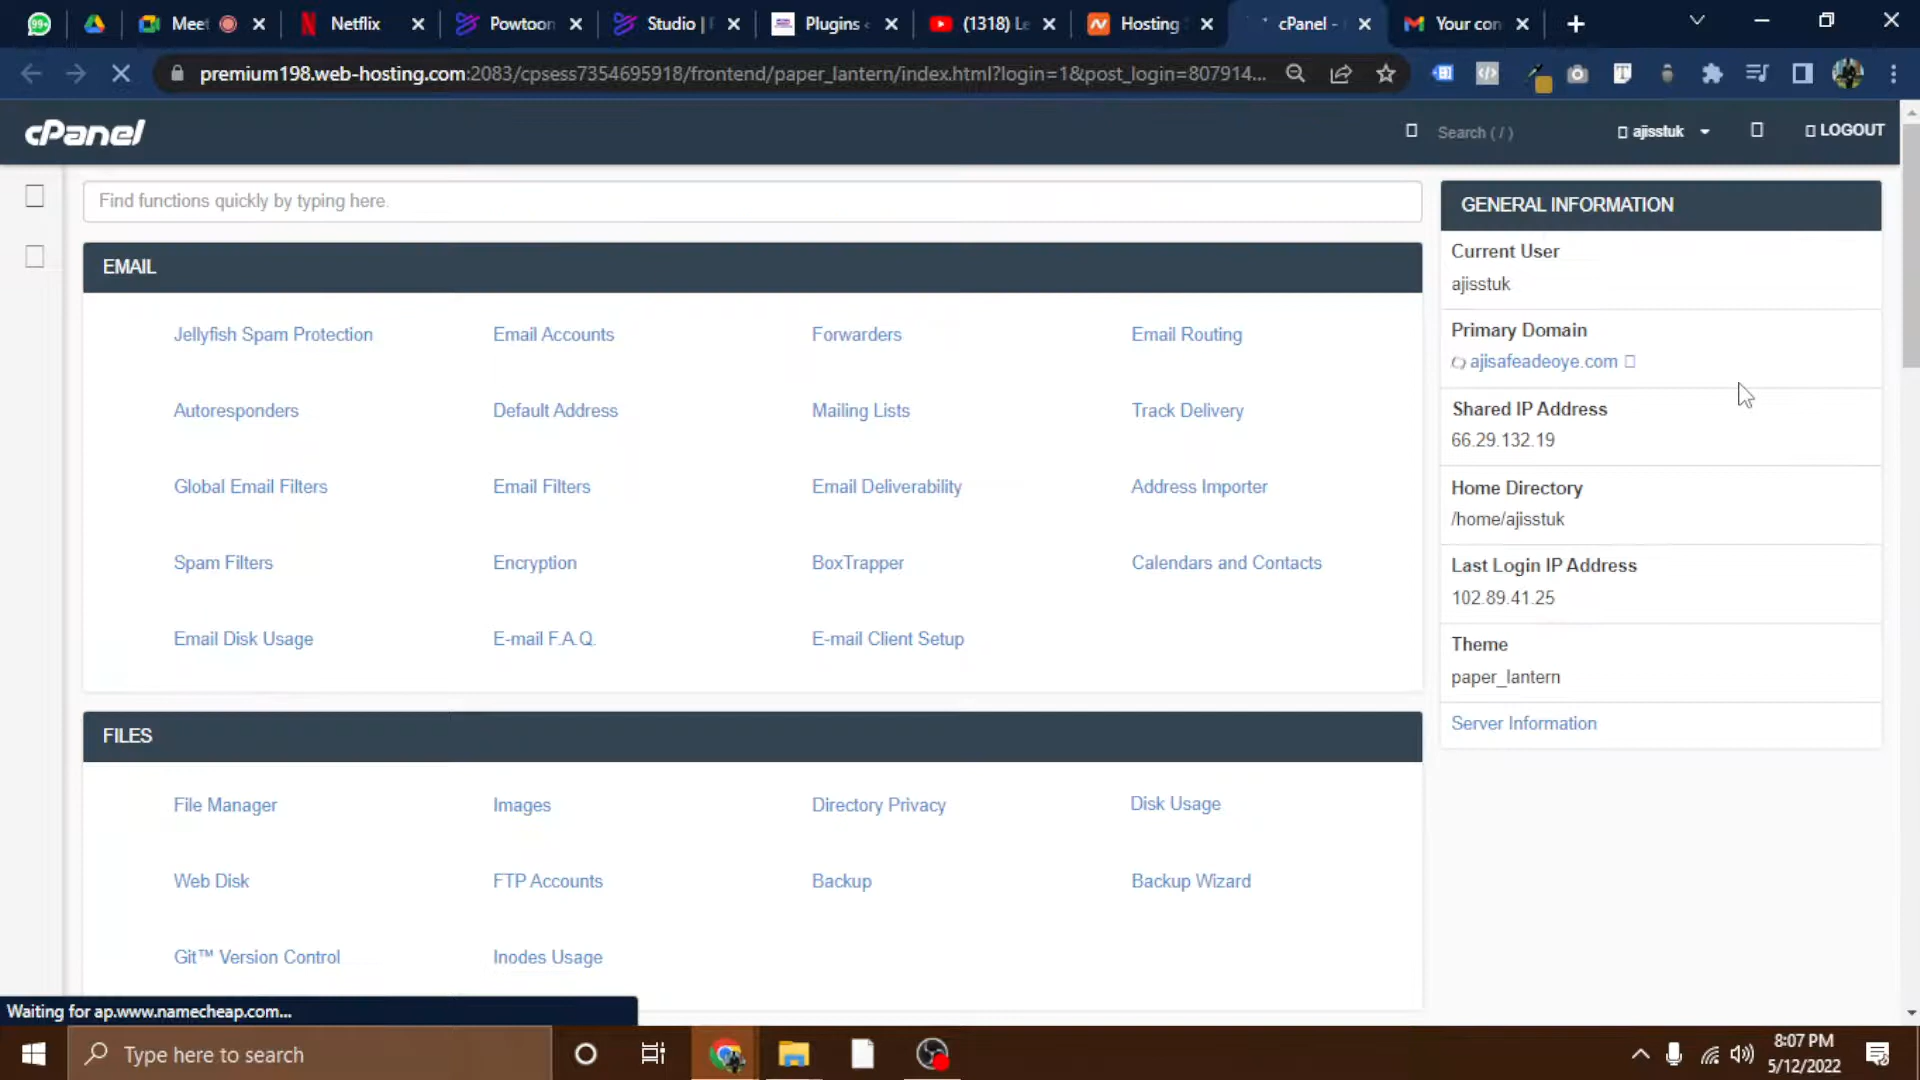 99+
Meet
Netflix
Powtoon
Studio |
Plugins
(1318) Le
Hosting
cPanel -
Your con
premium198.web-hosting.com:2083/cpsess7354695918/frontend/paper_lantern/index.html?login=1&post_login=807914...
cPanel
Search ( / )
ajisstuk
LOGOUT
Find functions quickly by typing here.
GENERAL INFORMATION
Current User
ajisstuk
Primary Domain
ajisafeadeoye.com
Shared IP Address
66.29.132.19
Home Directory
/home/ajisstuk
Last Login IP Address
102.89.41.25
Theme
paper_lantern
Server Information
EMAIL
Jellyfish Spam Protection
Email Accounts
Forwarders
Email Routing
Autoresponders
Default Address
Mailing Lists
Track Delivery
Global Email Filters
Email Filters
Email Deliverability
Address Importer
Spam Filters
Encryption
BoxTrapper
Calendars and Contacts
Email Disk Usage
E-mail F.A.Q.
E-mail Client Setup
FILES
File Manager
Images
Directory Privacy
Disk Usage
Web Disk
FTP Accounts
Backup
Backup Wizard
Git™ Version Control
Inodes Usage
Waiting for ap.www.namecheap.com...
Type here to search
8:07 PM
5/12/2022